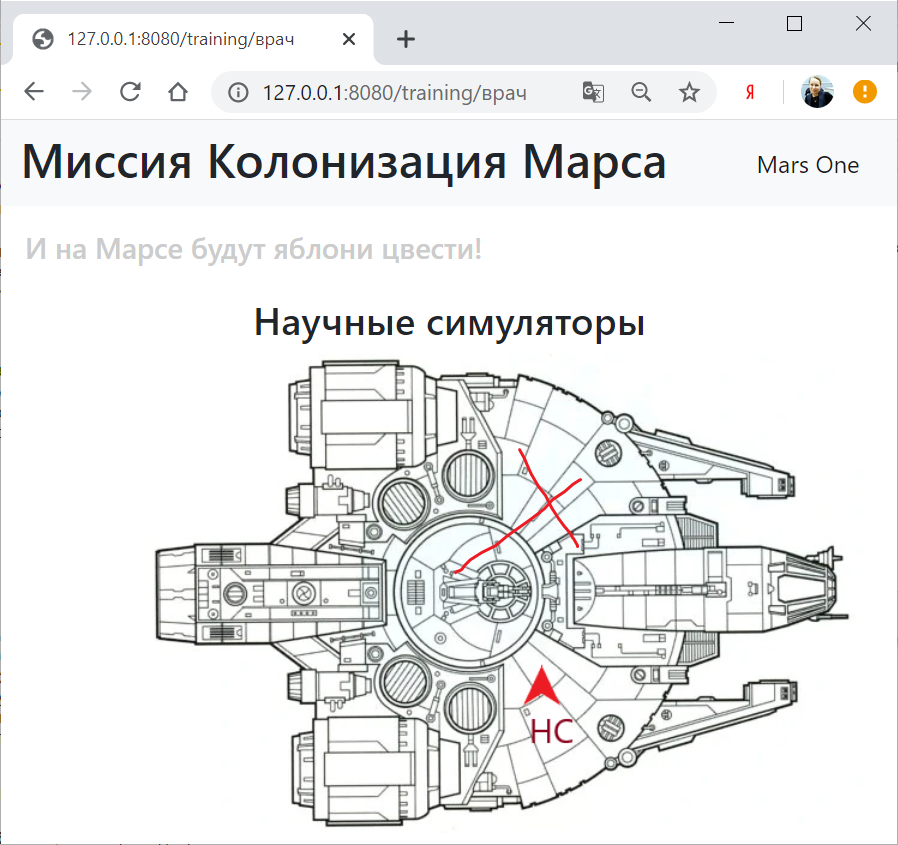 127.0.0.1:8080/training/врач
127.0.0.1:8080/training/врач
Я
Миссия Колонизация Марса
Mars One
И на Марсе будут яблони цвести!
Научные симуляторы
НС